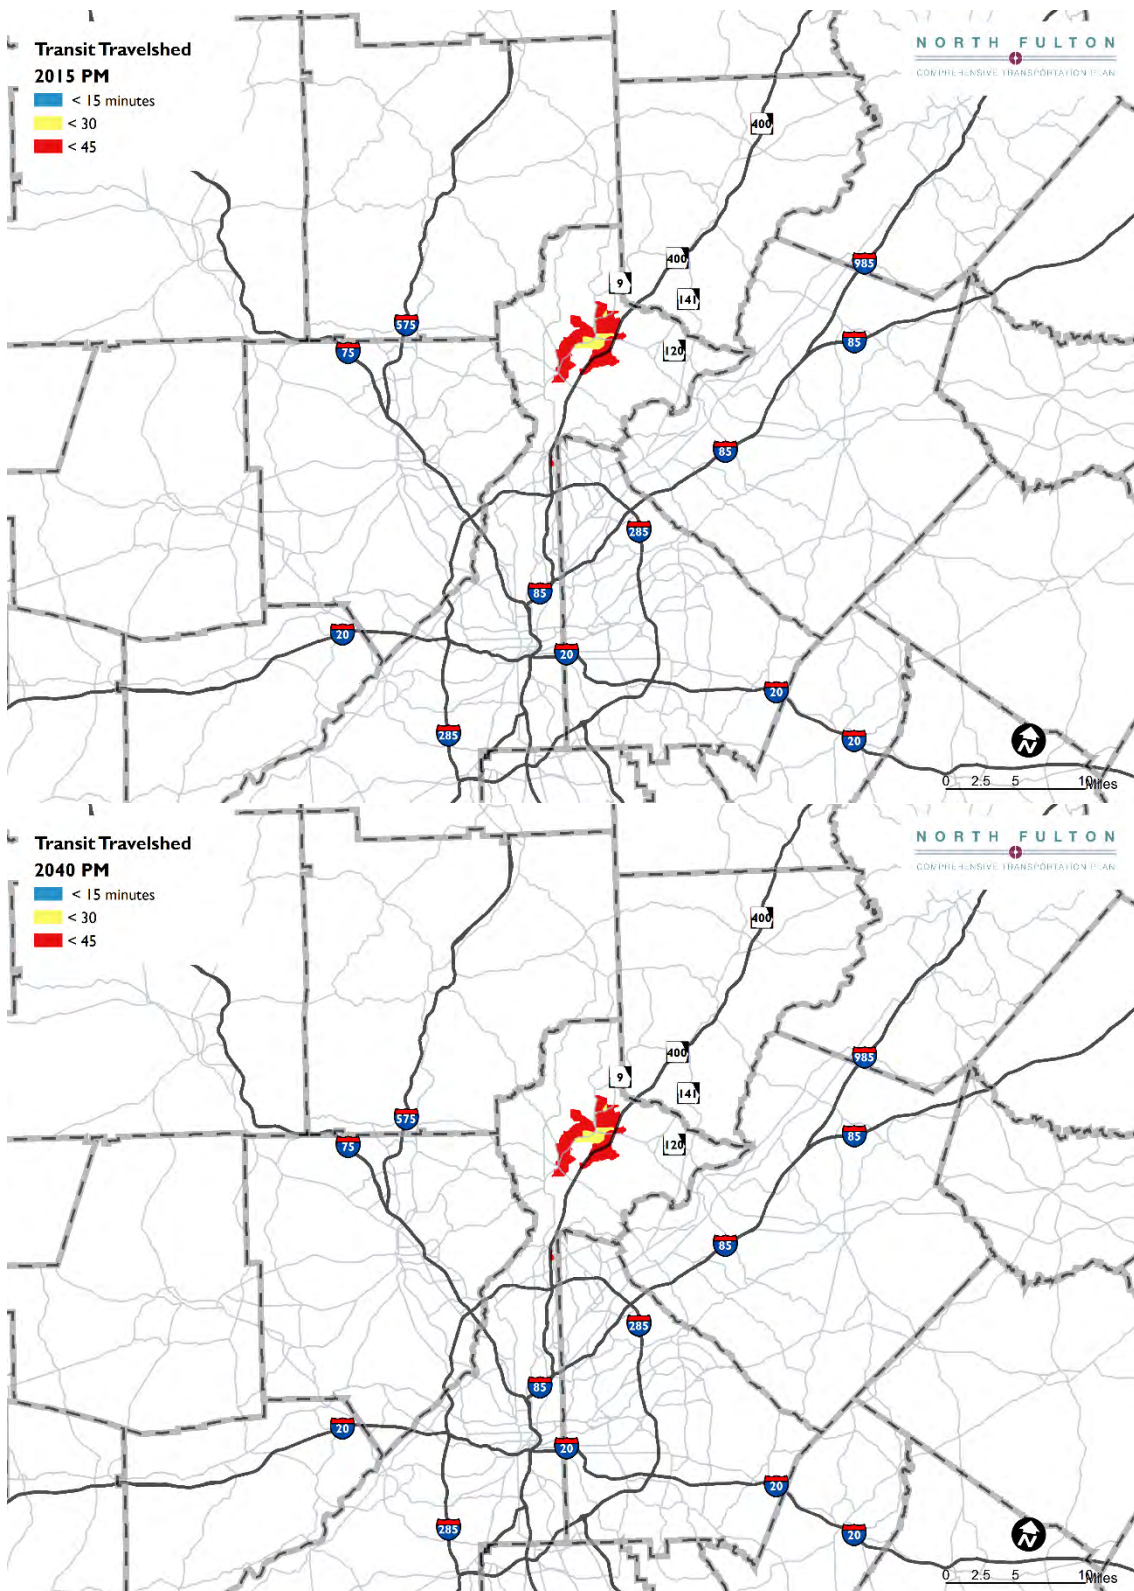 Transit Travelshed
2015 PM
< 15 minutes
< 30
< 45
NORTH FULTON
COMPREHENSIVE TRANSPORTATION PLAN
400
400
985
9
141
575
75
120
85
85
285
85
20
20
20
285
20
N
0 2.5 5 10 Miles
Transit Travelshed
2040 PM
< 15 minutes
< 30
< 45
NORTH FULTON
COMPREHENSIVE TRANSPORTATION PLAN
400
400
985
9
141
575
75
120
85
85
285
85
20
20
20
285
20
N
0 2.5 5 10 Miles